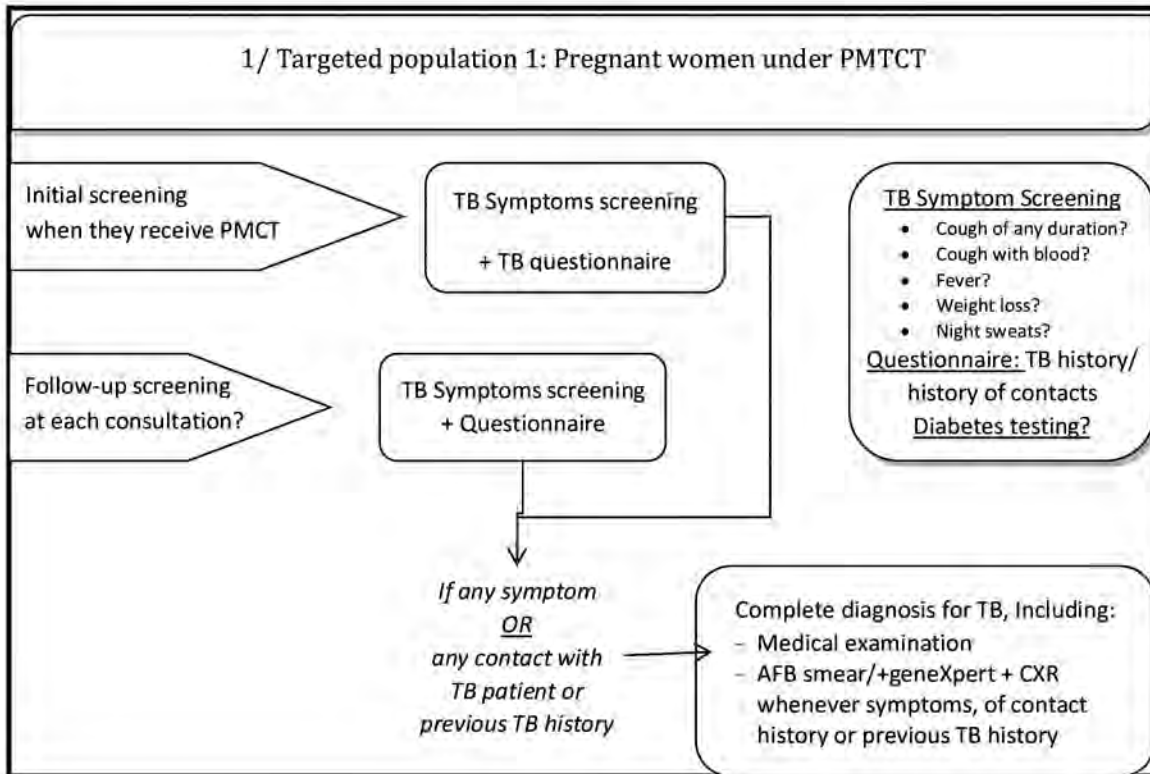 1/ Targeted population 1: Pregnant women under PMTCT
Initial screening
when they receive PMCT
TB Symptoms screening
+ TB questionnaire
TB Symptom Screening
• Cough of any duration?
• Cough with blood?
• Fever?
• Weight loss?
• Night sweats?
Questionnaire: TB history/
history of contacts
Diabetes testing?
Follow-up screening
at each consultation?
TB Symptoms screening
+ Questionnaire
If any symptom
OR
any contact with
TB patient or
previous TB history
Complete diagnosis for TB, Including:
- Medical examination
- AFB smear/+geneXpert + CXR
- whenever symptoms, of contact
history or previous TB history